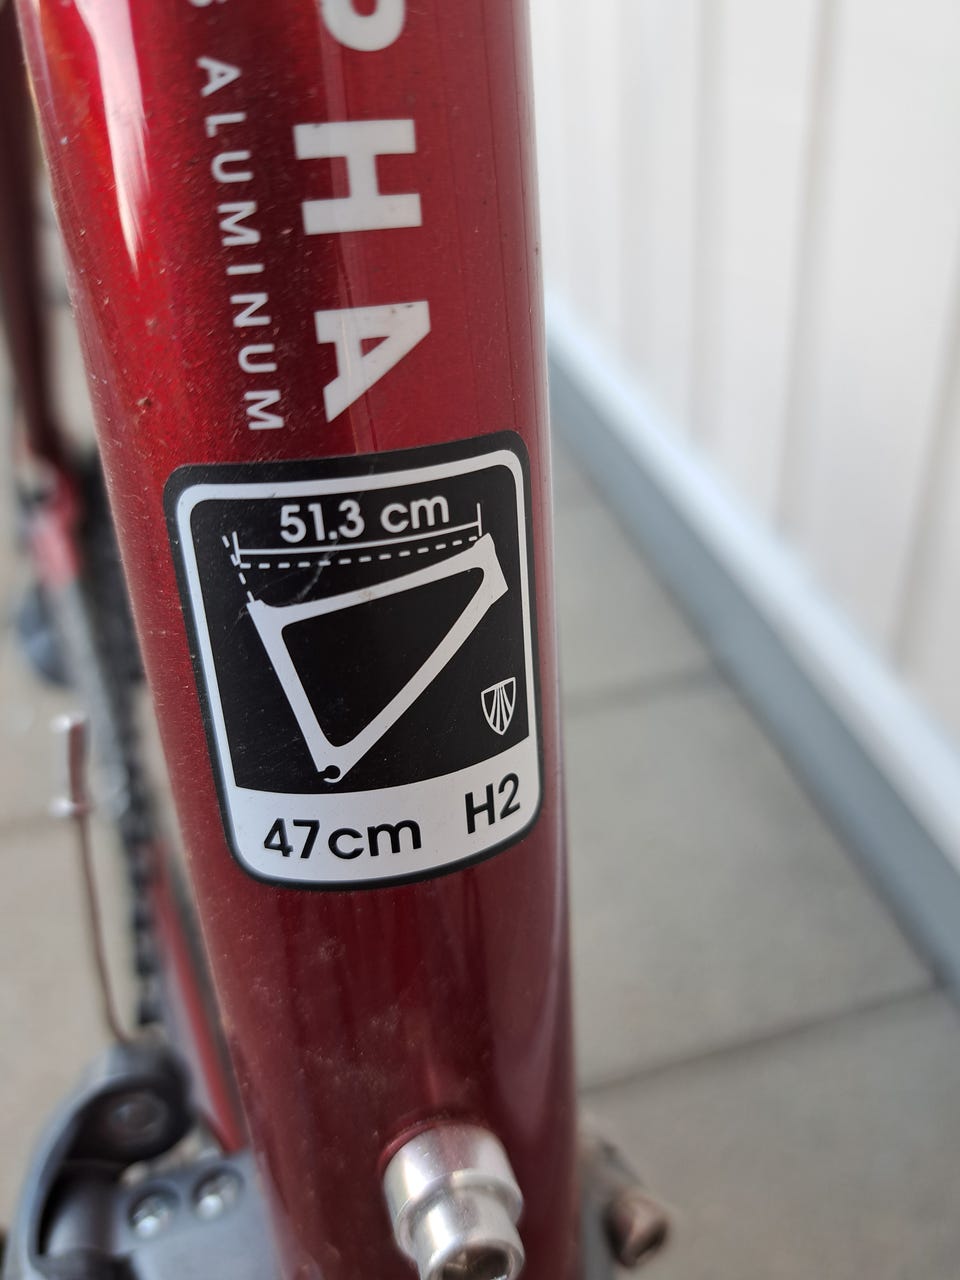 PHA
ALUMINUM
51.3 cm
47cm H2